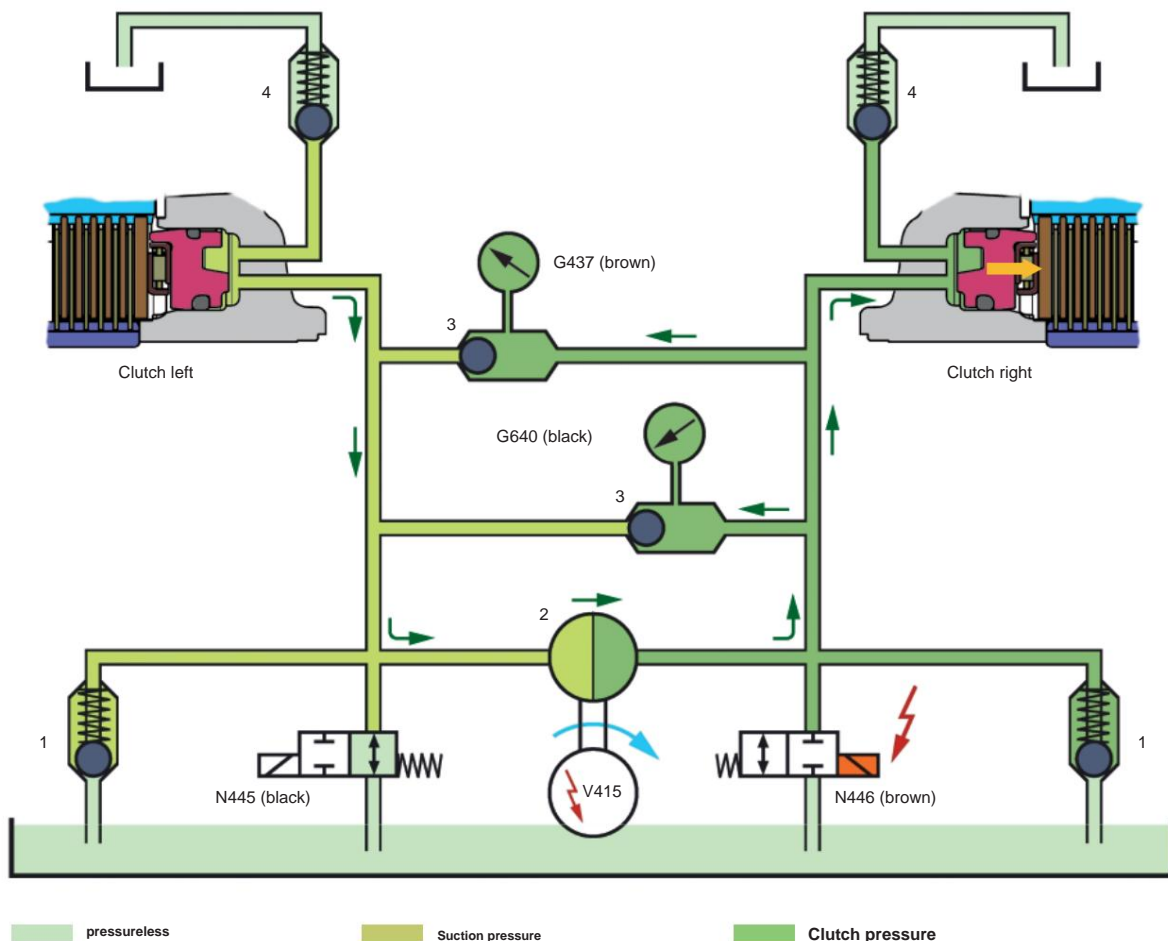 4
4
G437 (brown)
3
Clutch left
Clutch right
G640 (black)
3
2
1
1
N445 (black)
V415
N446 (brown)
pressureless
Suction pressure
Clutch pressure